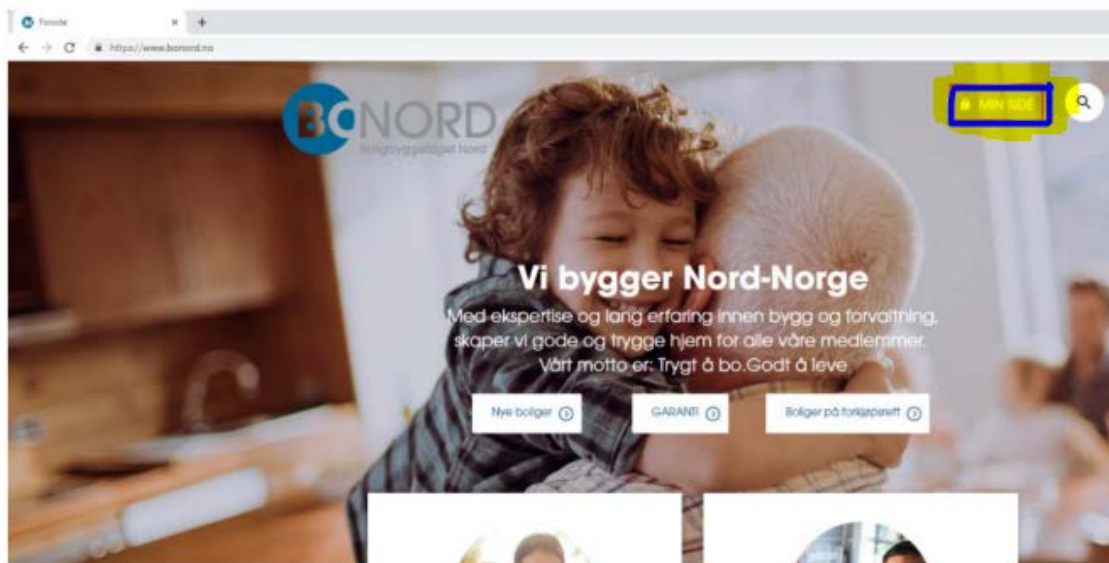 Forside
https://www.bonord.no
MIN SIDE
BONORD
Boligbyggelaget Nord
Vi bygger Nord-Norge
Med ekspertise og lang erfaring innen bygg og forvaltning,
skaper vi gode og trygge hjem for alle våre medlemmer.
Vårt motto er: Trygt å bo.Godt å leve
Nye boliger
GARANTI
Boliger på forkjøpsrett